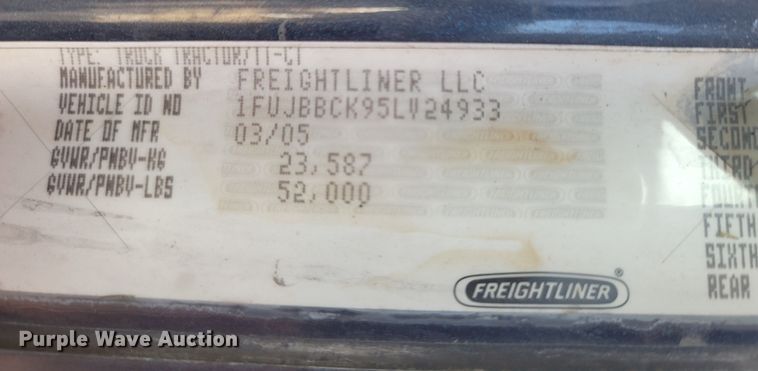 TYPE: TRUCK TRACTOR/TT-CT
MANUFACTURED BY FREIGHTLINER LLC
VEHICLE ID NO 1FUJBBCK95LV24933
DATE OF MFR 03/05
GVWR/PNBV-KG 23,587
GVWR/PNBV-LBS 52,000
FRONT
FIRST
SECOND
THIRD
FOURTH
FIFTH
SIXTH
REAR
FREIGHTLINER®
Purple Wave Auction